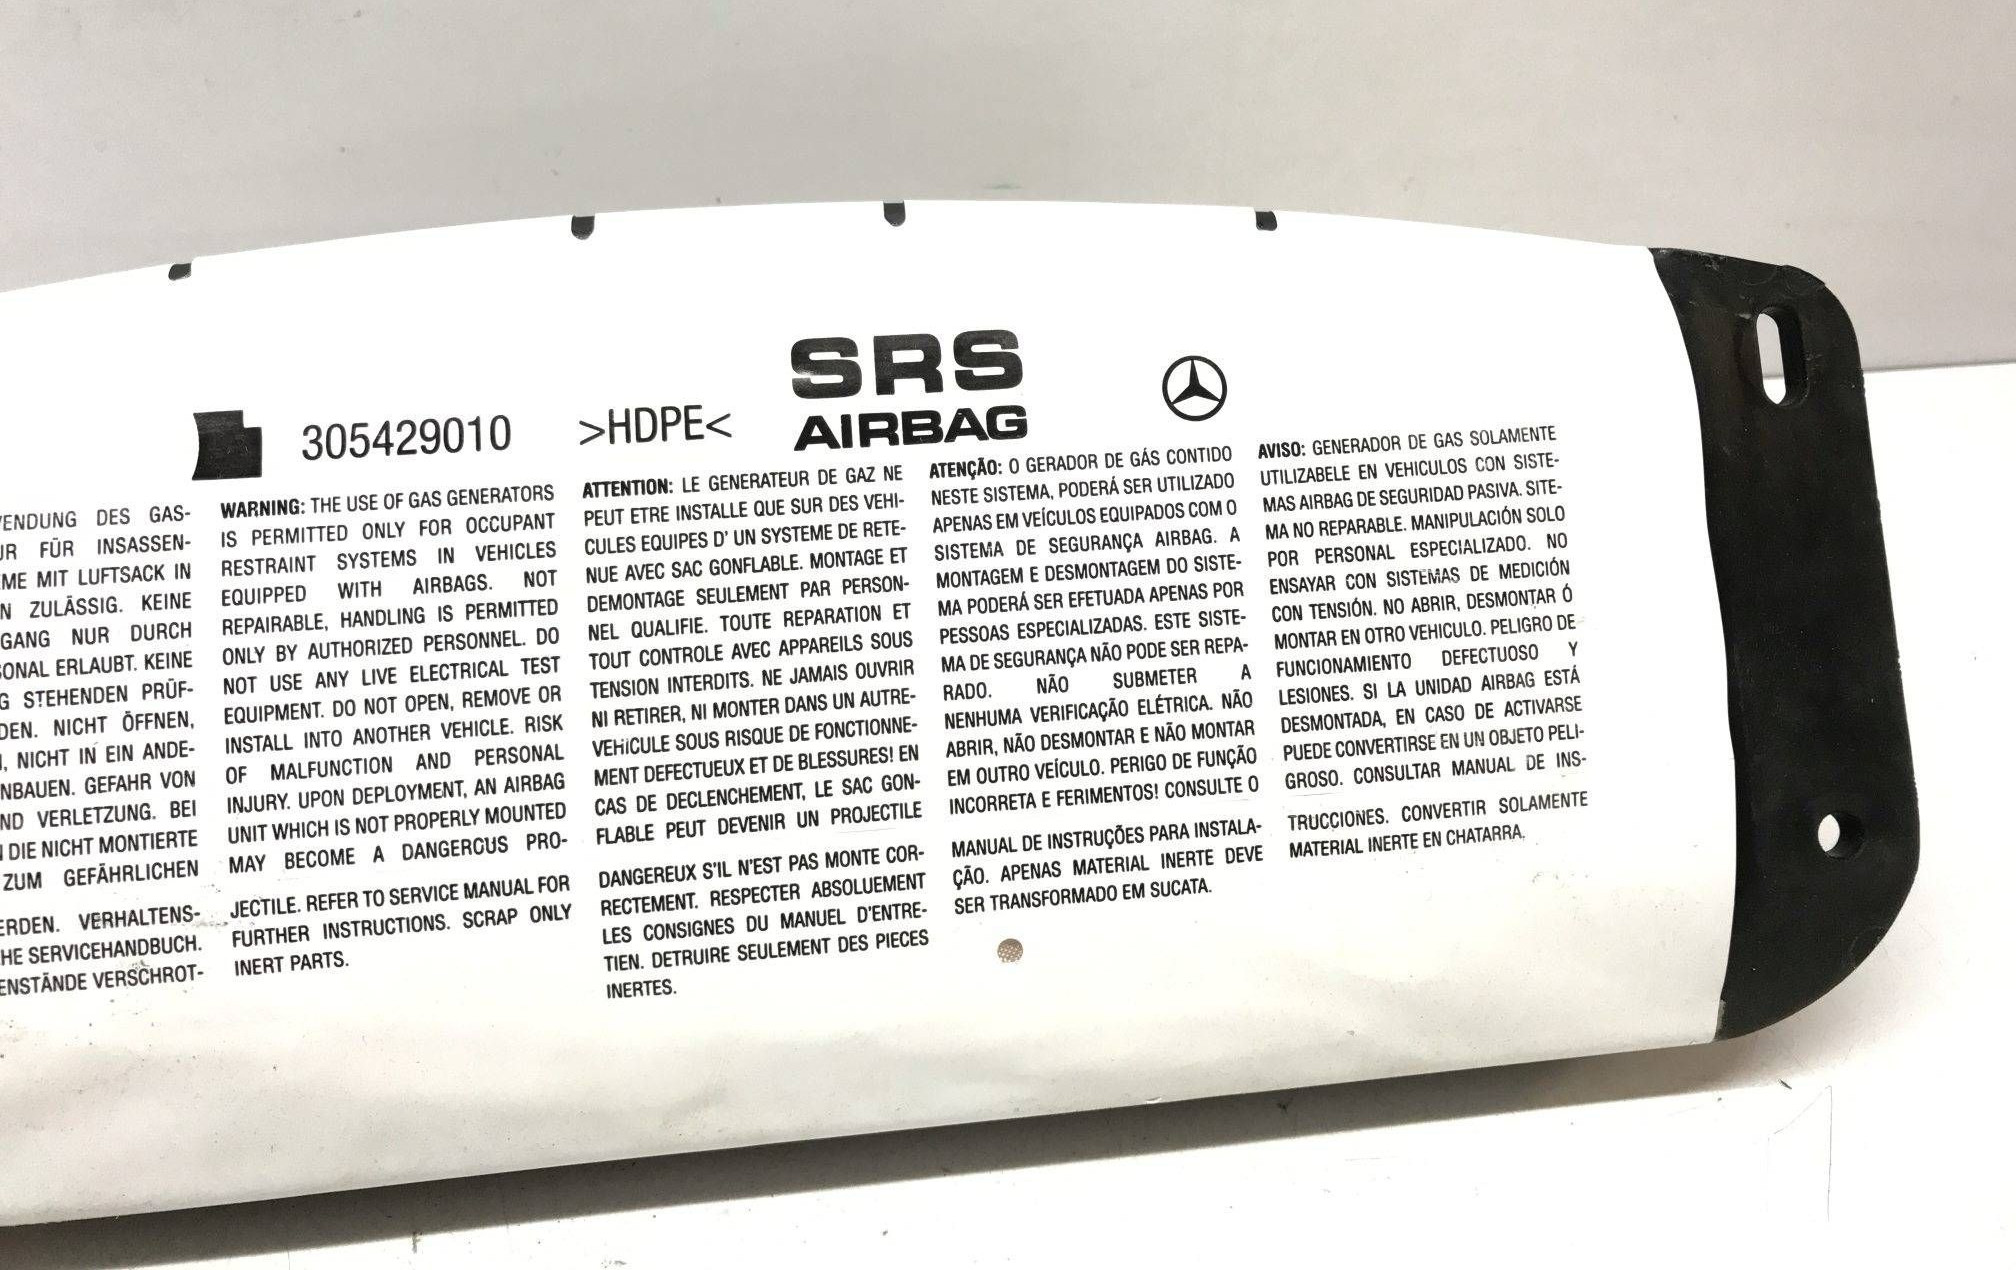 SRS
AIRBAG
305429010
>HDPE<
ENDUNG DES GAS-
UR FÜR INSASSEN-
ME MIT LUFTSACK IN
N ZULÄSSIG. KEINE
GANG NUR DURCH
SONAL ERLAUBT. KEINE
G STEHENDEN PRÜF-
DEN. NICHT ÖFFNEN,
, NICHT IN EIN ANDE-
NBAUEN. GEFAHR VON
ND VERLETZUNG. BEI
DIE NICHT MONTIERTE
ZUM GEFÄHRLICHEN
ERDEN. VERHALTENS-
HE SERVICEHANDBUCH.
ENSTÄNDE VERSCHROT-
WARNING: THE USE OF GAS GENERATORS
IS PERMITTED ONLY FOR OCCUPANT
RESTRAINT SYSTEMS IN VEHICLES
EQUIPPED WITH AIRBAGS. NOT
REPAIRABLE, HANDLING IS PERMITTED
ONLY BY AUTHORIZED PERSONNEL. DO
NOT USE ANY LIVE ELECTRICAL TEST
EQUIPMENT. DO NOT OPEN, REMOVE OR
INSTALL INTO ANOTHER VEHICLE. RISK
OF MALFUNCTION AND PERSONAL
INJURY. UPON DEPLOYMENT, AN AIRBAG
UNIT WHICH IS NOT PROPERLY MOUNTED
MAY BECOME A DANGEROUS PRO-
JECTILE. REFER TO SERVICE MANUAL FOR
FURTHER INSTRUCTIONS. SCRAP ONLY
INERT PARTS.
ATTENTION: LE GENERATEUR DE GAZ NE
PEUT ETRE INSTALLE QUE SUR DES VEHI-
CULES EQUIPES D' UN SYSTEME DE RETE-
NUE AVEC SAC GONFLABLE. MONTAGE ET
DEMONTAGE SEULEMENT PAR PERSON-
NEL QUALIFIE. TOUTE REPARATION ET
TOUT CONTROLE AVEC APPAREILS SOUS
TENSION INTERDITS. NE JAMAIS OUVRIR
NI RETIRER, NI MONTER DANS UN AUTRE-
VEHiCULE SOUS RISQUE DE FONCTIONNE-
MENT DEFECTUEUX ET DE BLESSURES! EN
CAS DE DECLENCHEMENT, LE SAC GON-
FLABLE PEUT DEVENIR UN PROJECTILE
DANGEREUX S'IL N'EST PAS MONTE COR-
RECTEMENT. RESPECTER ABSOLUEMENT
LES CONSIGNES DU MANUEL D'ENTRE-
TIEN. DETRUIRE SEULEMENT DES PIECES
INERTES.
ATENÇÃO: O GERADOR DE GÁS CONTIDO
NESTE SISTEMA, PODERÁ SER UTILIZADO
APENAS EM VEÍCULOS EQUIPADOS COM O
SISTEMA DE SEGURANÇA AIRBAG. A
MONTAGEM E DESMONTAGEM DO SISTE-
MA PODERÁ SER EFETUADA APENAS POR
PESSOAS ESPECIALIZADAS. ESTE SISTE-
MA DE SEGURANÇA NÃO PODE SER REPA-
RADO. NÃO SUBMETER A
NENHUMA VERIFICAÇÃO ELÉTRICA. NÃO
ABRIR, NÃO DESMONTAR E NÃO MONTAR
EM OUTRO VEÍCULO. PERIGO DE FUNÇÃO
INCORRETA E FERIMENTOS! CONSULTE O
MANUAL DE INSTRUÇÕES PARA INSTALA-
ÇÃO. APENAS MATERIAL INERTE DEVE
SER TRANSFORMADO EM SUCATA.
AVISO: GENERADOR DE GAS SOLAMENTE
UTILIZABELE EN VEHICULOS CON SISTE-
MAS AIRBAG DE SEGURIDAD PASIVA. SITE-
MA NO REPARABLE. MANIPULACIÓN SOLO
POR PERSONAL ESPECIALIZADO. NO
ENSAYAR CON SISTEMAS DE MEDICIÓN
CON TENSIÓN. NO ABRIR, DESMONTAR Ó
MONTAR EN OTRO VEHICULO. PELIGRO DE
FUNCIONAMIENTO DEFECTUOSO Y
LESIONES. SI LA UNIDAD AIRBAG ESTÁ
DESMONTADA, EN CASO DE ACTIVARSE
PUEDE CONVERTIRSE EN UN OBJETO PELI-
GROSO. CONSULTAR MANUAL DE INS-
TRUCCIONES. CONVERTIR SOLAMENTE
MATERIAL INERTE EN CHATARRA.